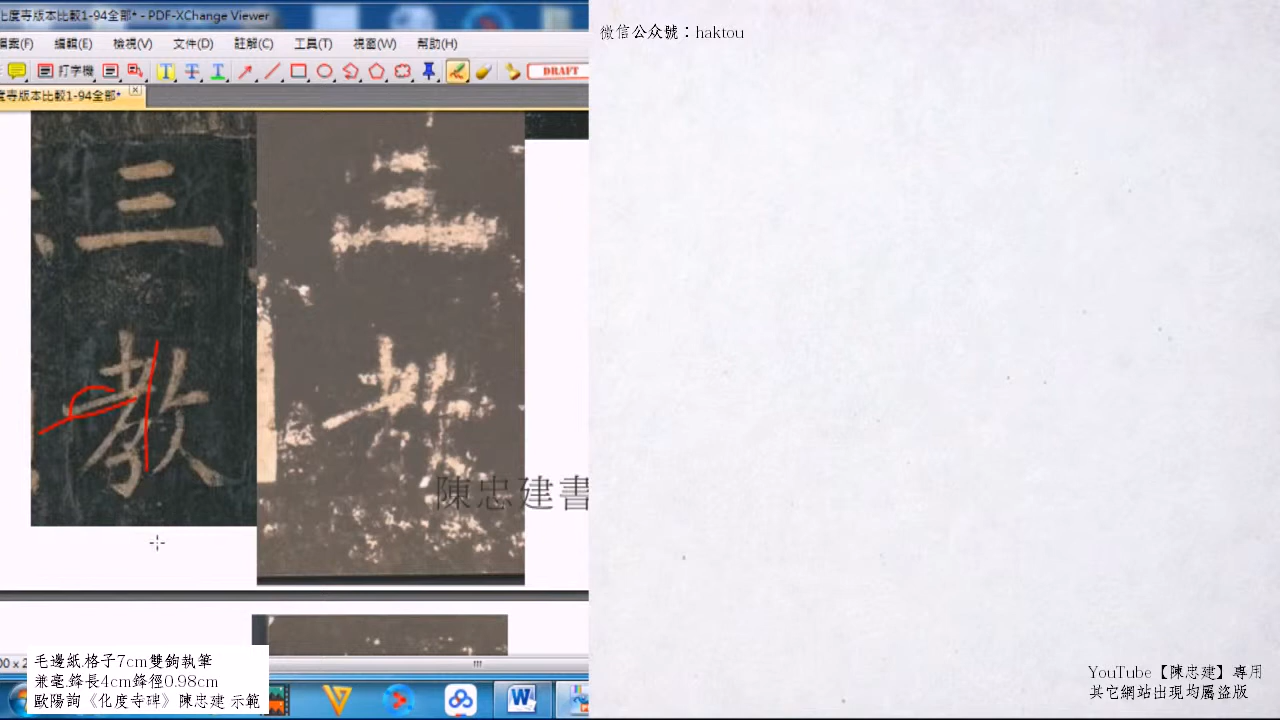 化度寺版本比較1-94全部* - PDF-XChange Viewer
檔案(F) 編輯(E) 檢視(V) 文件(D) 註解(C) 工具(T) 視窗(W) 幫助(H)
打字機 DRAFT
度寺版本比較1-94全部*
三
教
陳忠建書
毛邊紙.格子7cm雙鉤執筆
兼毫.鋒長4cm鋒徑0.98cm
歐陽詢《化度寺碑》陳忠建 示範
微信公众號：haktou
YouTube【陳忠建】專用
其它網站出現均屬盜版